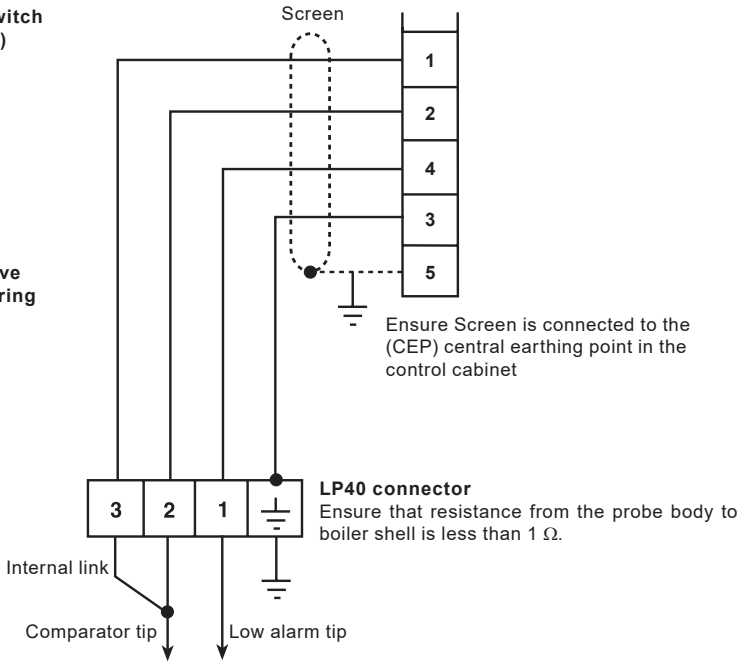 Screen
1
2
4
3
5
Ensure Screen is connected to the
(CEP) central earthing point in the
control cabinet
3 2 1
LP40 connector
Ensure that resistance from the probe body to
boiler shell is less than 1 Ω.
Internal link
Comparator tip
Low alarm tip